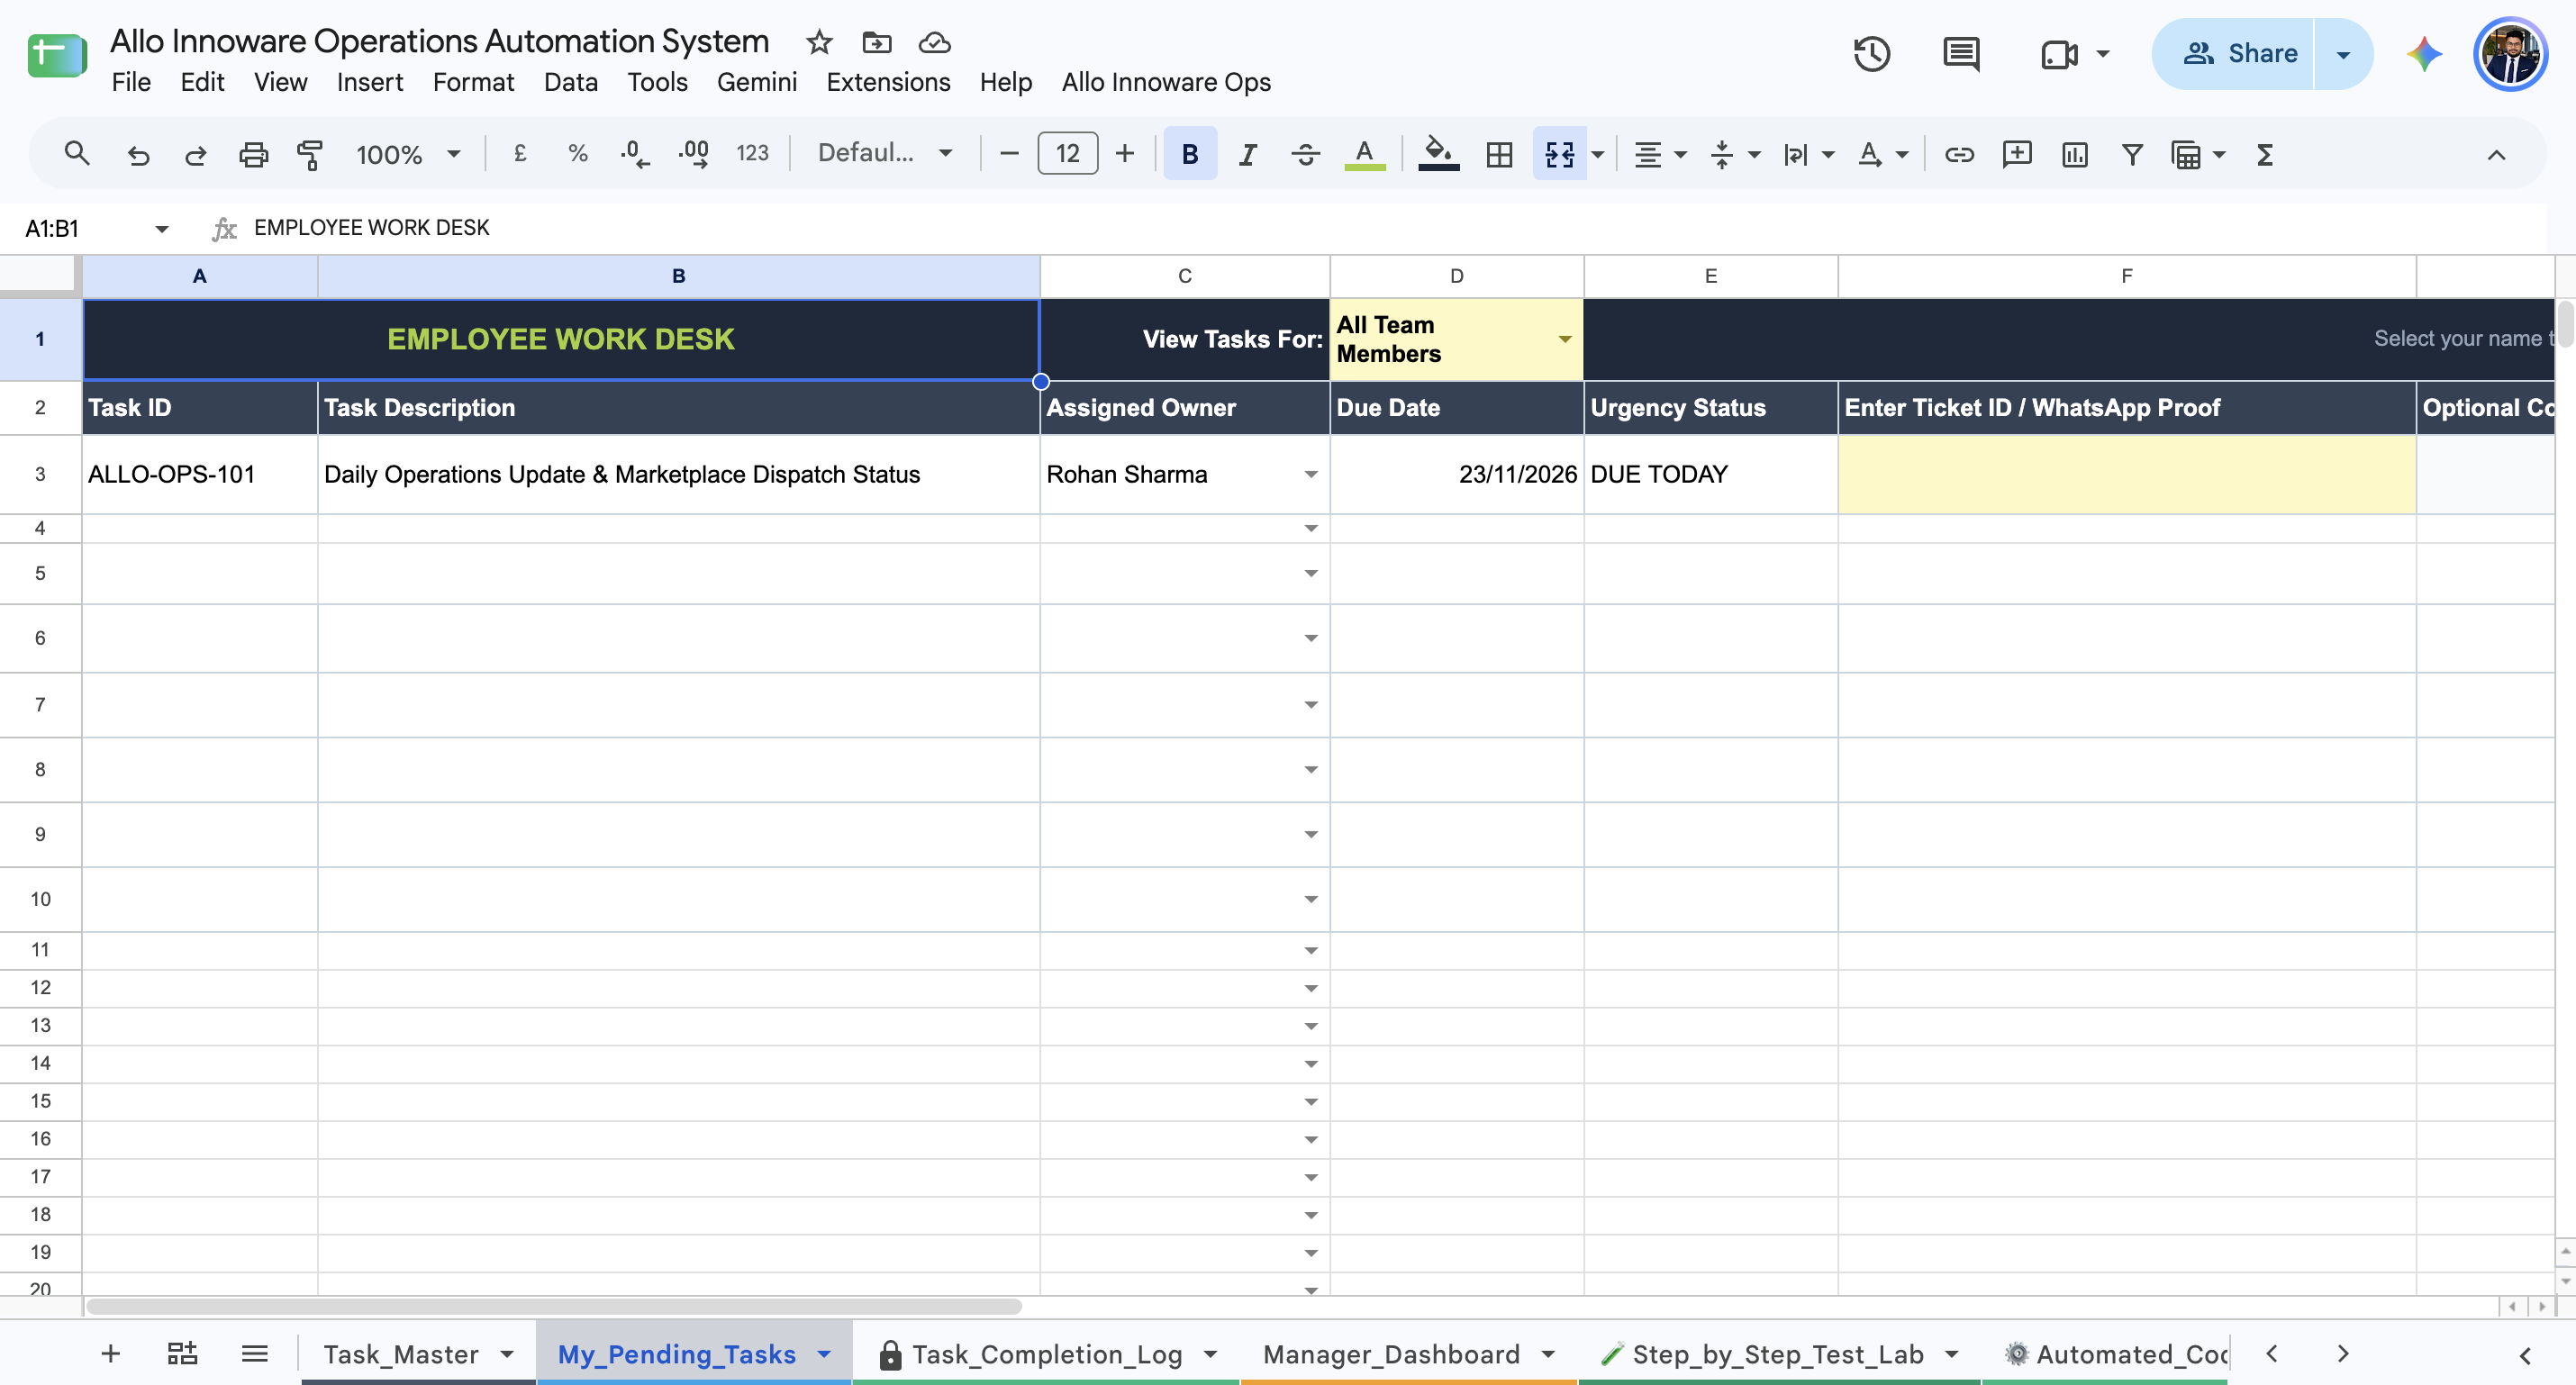 Allo Innoware Operations Automation System
File Edit View Insert Format Data Tools Gemini Extensions Help Allo Innoware Ops
Share
100% £ % .0 .00 123 Defaul... 12 B I A A Σ
A1:B1 fx EMPLOYEE WORK DESK
A B C D E F
1 EMPLOYEE WORK DESK View Tasks For: All Team
Members Select your name t
2 Task ID Task Description Assigned Owner Due Date Urgency Status Enter Ticket ID / WhatsApp Proof Optional Co
3 ALLO-OPS-101 Daily Operations Update & Marketplace Dispatch Status Rohan Sharma 23/11/2026 DUE TODAY
4
5
6
7
8
9
10
11
12
13
14
15
16
17
18
19
20
Task_Master My_Pending_Tasks Task_Completion_Log Manager_Dashboard Step_by_Step_Test_Lab Automated_Coc